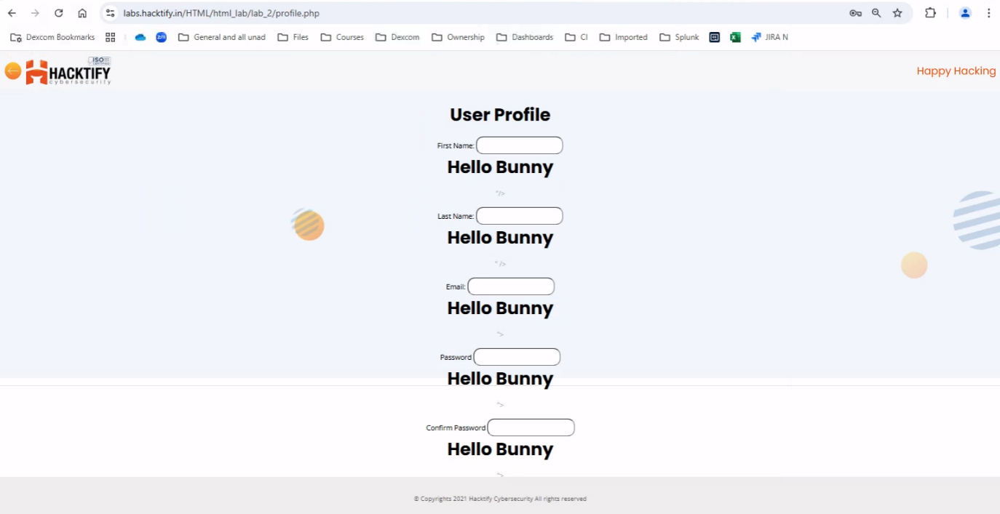 labs.hacktify.in/HTML/html_lab/lab_2/profile.php
Dexcom Bookmarks zm General and all unad Files Courses Dexcom Ownership Dashboards CI Imported Splunk JIRA N
ISO
HACKTIFY
cybersecurity
Happy Hacking
User Profile
First Name:
Hello Bunny
"/>
Last Name:
Hello Bunny
" />
Email:
Hello Bunny
">
Password
Hello Bunny
">
Confirm Password
Hello Bunny
">
© Copyrights 2021 Hacktify Cybersecurity All rights reserved